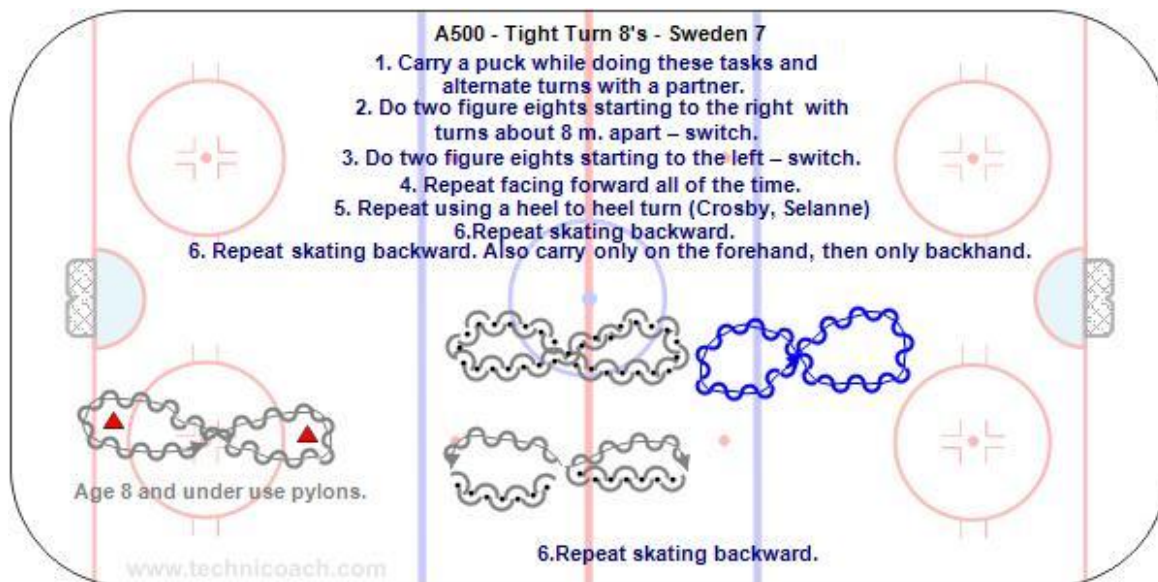 A500 - Tight Turn 8's - Sweden 7
1. Carry a puck while doing these tasks and
alternate turns with a partner.
2. Do two figure eights starting to the right with
turns about 8 m. apart – switch.
3. Do two figure eights starting to the left – switch.
4. Repeat facing forward all of the time.
5. Repeat using a heel to heel turn (Crosby, Selanne)
6.Repeat skating backward.
6. Repeat skating backward. Also carry only on the forehand, then only backhand.
Age 8 and under use pylons.
6.Repeat skating backward.
www.technicoach.com